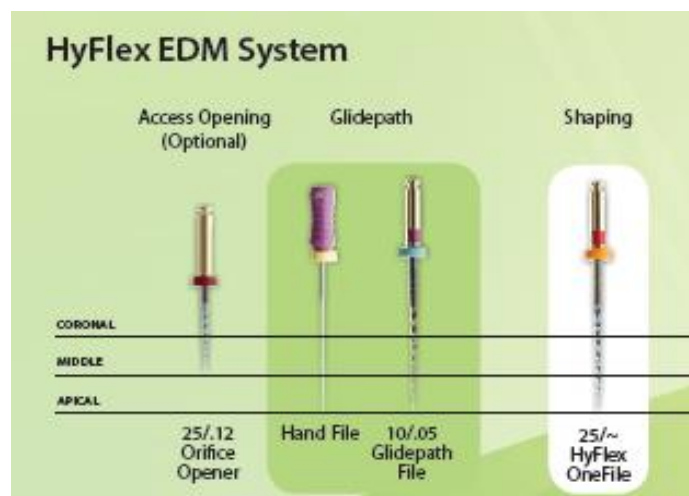 HyFlex EDM System
Access Opening
(Optional)
Glidepath
Shaping
CORONAL
MIDDLE
APICAL
25/.12
Orifice
Opener
Hand File
10/.05
Glidepath
File
25/~
HyFlex
OneFile